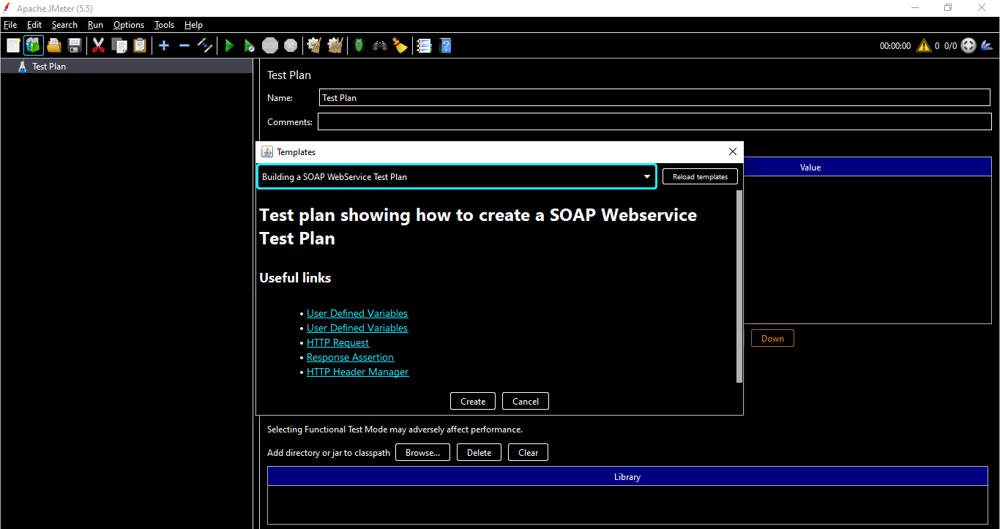 Apache JMeter (5.5)
File Edit Search Run Options Tools Help
00:00:00 0 0/0
Test Plan
Test Plan
Name: Test Plan
Comments:
Templates
Building a SOAP WebService Test Plan Reload templates
Value
Test plan showing how to create a SOAP Webservice
Test Plan
Useful links
• User Defined Variables
• User Defined Variables
• HTTP Request
• Response Assertion
• HTTP Header Manager
Down
Create Cancel
Selecting Functional Test Mode may adversely affect performance.
Add directory or jar to classpath Browse... Delete Clear
Library